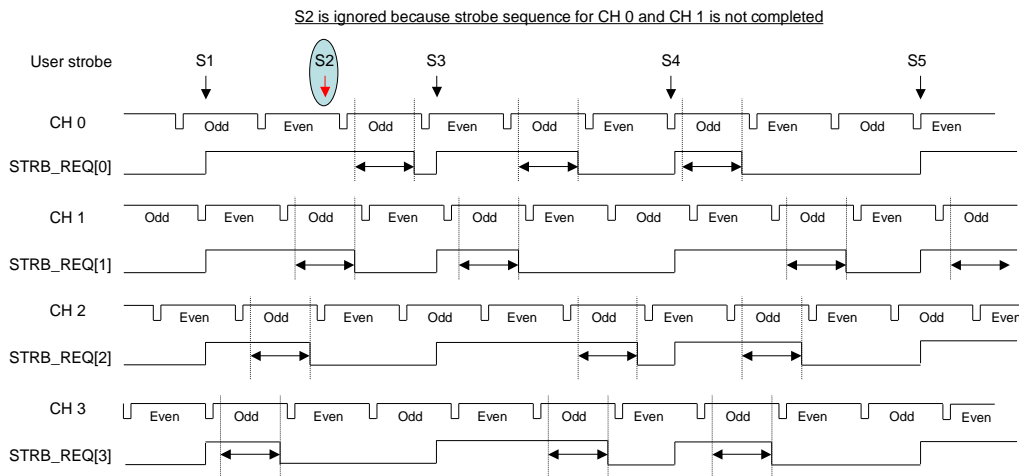 S2 is ignored because strobe sequence for CH 0 and CH 1 is not completed
User strobe S1 S2 S3 S4 S5
CH 0 Odd Even Odd Even Odd Even Odd Even Odd Even
STRB_REQ[0]
CH 1 Odd Even Odd Even Odd Even Odd Even Odd Even Odd
STRB_REQ[1]
CH 2 Even Odd Even Odd Even Odd Even Odd Even Odd Even
STRB_REQ[2]
CH 3 Even Odd Even Odd Even Odd Even Odd Even Odd Even
STRB_REQ[3]